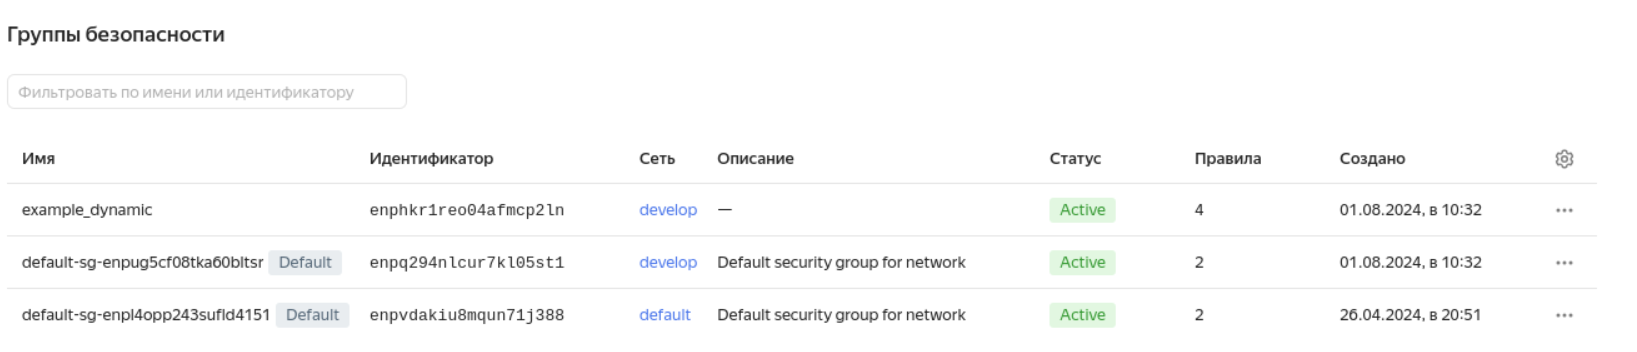 Группы безопасности
Фильтровать по имени или идентификатору
Имя Идентификатор Сеть Описание Статус Правила Создано
example_dynamic enphkr1reo04afmcp2ln develop — Active 4 01.08.2024, в 10:32 ···
default-sg-enpug5cf08tka60bltsr Default enpq294nlcur7kl05st1 develop Default security group for network Active 2 01.08.2024, в 10:32 ···
default-sg-enpl4opp243sufld4151 Default enpvdakiu8mqun71j388 default Default security group for network Active 2 26.04.2024, в 20:51 ···